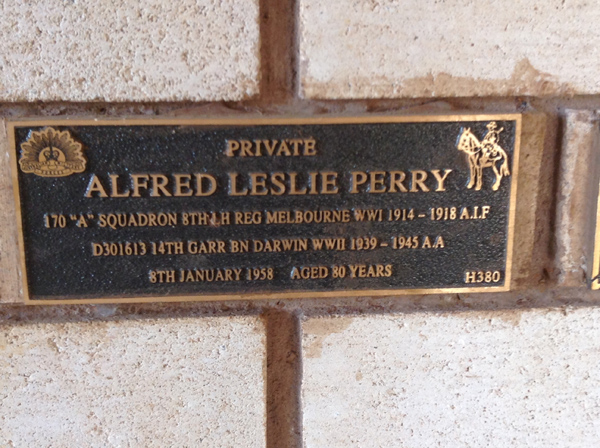 PRIVATE
ALFRED LESLIE PERRY
170 "A" SQUADRON 8TH LH REG MELBOURNE WWI 1914 - 1918 A.I.F
D301613 14TH GARR BN DARWIN WWII 1939 - 1945 A.A
8TH JANUARY 1958 AGED 80 YEARS
H380